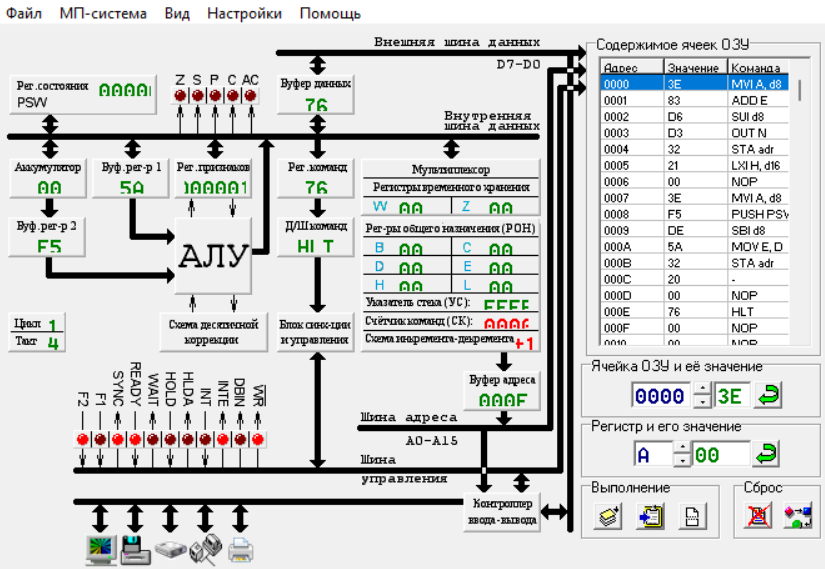 Файл МП-система Вид Настройки Помощь
Внешняя шина данных
D7-D0
Рег.состояния
PSW
Z S P C AC
Буфер данных
76
Внутренняя
шина данных
Аккумулятор
00
Буф.рег-р 1
5A
Рег.признаков
Рег.команд
76
Мультиплексор
Регистры временного хранения
W 00 Z 00
Буф.рег-р 2
F5
АЛУ
Д/Ш команд
HLT
Рег-ры общего назначения (РОН)
B 00 C 00
D 00 E 00
H 00 L 00
Указатель стека (УС): FFFF
Счётчик команд (СК): 000F
Схема инкремента-декремента +1
Цикл 1
Такт 4
Схема десятичной
коррекции
Блок синх-ции
и управления
Буфер адреса
000F
F2 F1 SYNC READY WAIT HOLD HLDA INT INTE DBIN WR
Шина адреса
A0-A15
Шина
управления
Контроллер
ввода-вывода
Содержимое ячеек ОЗУ
Адрес Значение Команда
0000 3E MVI A, d8
0001 83 ADD E
0002 D6 SUI d8
0003 D3 OUT N
0004 32 STA adr
0005 21 LXI H, d16
0006 00 NOP
0007 3E MVI A, d8
0008 F5 PUSH PSW
0009 DE SBI d8
000A 5A MOV E, D
000B 32 STA adr
000C 20 -
000D 00 NOP
000E 76 HLT
000F 00 NOP
0010 00 NOP
Ячейка ОЗУ и её значение
0000 3E
Регистр и его значение
A 00
Выполнение
Сброс